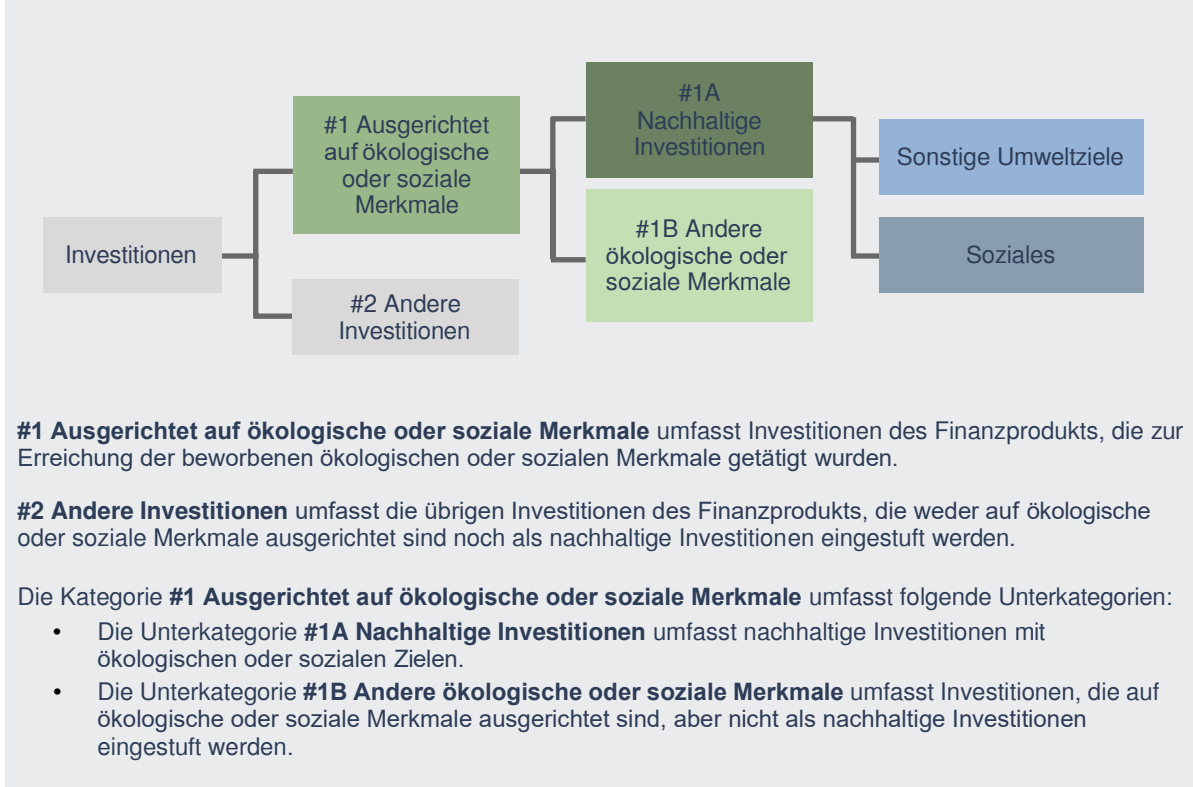 #1A
Nachhaltige
Investitionen
#1 Ausgerichtet
auf ökologische
oder soziale
Merkmale
Sonstige Umweltziele
#1B Andere
ökologische oder
soziale Merkmale
Investitionen
Soziales
#2 Andere
Investitionen
#1 Ausgerichtet auf ökologische oder soziale Merkmale umfasst Investitionen des Finanzprodukts, die zur
Erreichung der beworbenen ökologischen oder sozialen Merkmale getätigt wurden.
#2 Andere Investitionen umfasst die übrigen Investitionen des Finanzprodukts, die weder auf ökologische
oder soziale Merkmale ausgerichtet sind noch als nachhaltige Investitionen eingestuft werden.
Die Kategorie #1 Ausgerichtet auf ökologische oder soziale Merkmale umfasst folgende Unterkategorien:
• Die Unterkategorie #1A Nachhaltige Investitionen umfasst nachhaltige Investitionen mit
ökologischen oder sozialen Zielen.
• Die Unterkategorie #1B Andere ökologische oder soziale Merkmale umfasst Investitionen, die auf
ökologische oder soziale Merkmale ausgerichtet sind, aber nicht als nachhaltige Investitionen
eingestuft werden.